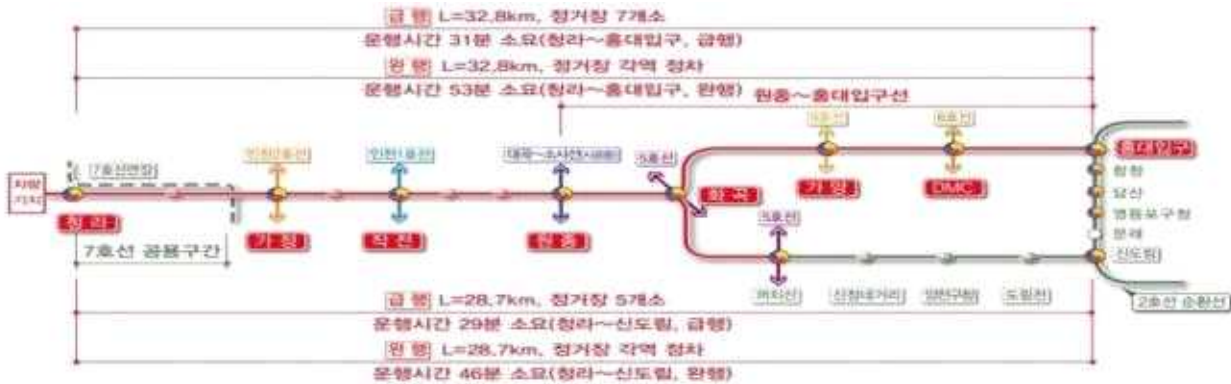 급행 L=32.8km, 정거장 7개소
운행시간 31분 소요(청라~홍대입구, 급행)
완행 L=32.8km, 정거장 각역 정차
운행시간 53분 소요(청라~홍대입구, 완행)
원종~홍대입구선
9호선
6호선
7호선연장
인천2호선
인천1호선
대곡~소사선
5호선
홍대입구
합정
당산
영등포구청
문래
신도림
차량
기지
청라
가정
작전
원종
화곡
가양
DMC
5호선
7호선 공용구간
까치산
신정네거리
양천구청
도림천
2호선 순환선
급행 L=28.7km, 정거장 5개소
운행시간 29분 소요(청라~신도림, 급행)
완행 L=28.7km, 정거장 각역 정차
운행시간 46분 소요(청라~신도림, 완행)